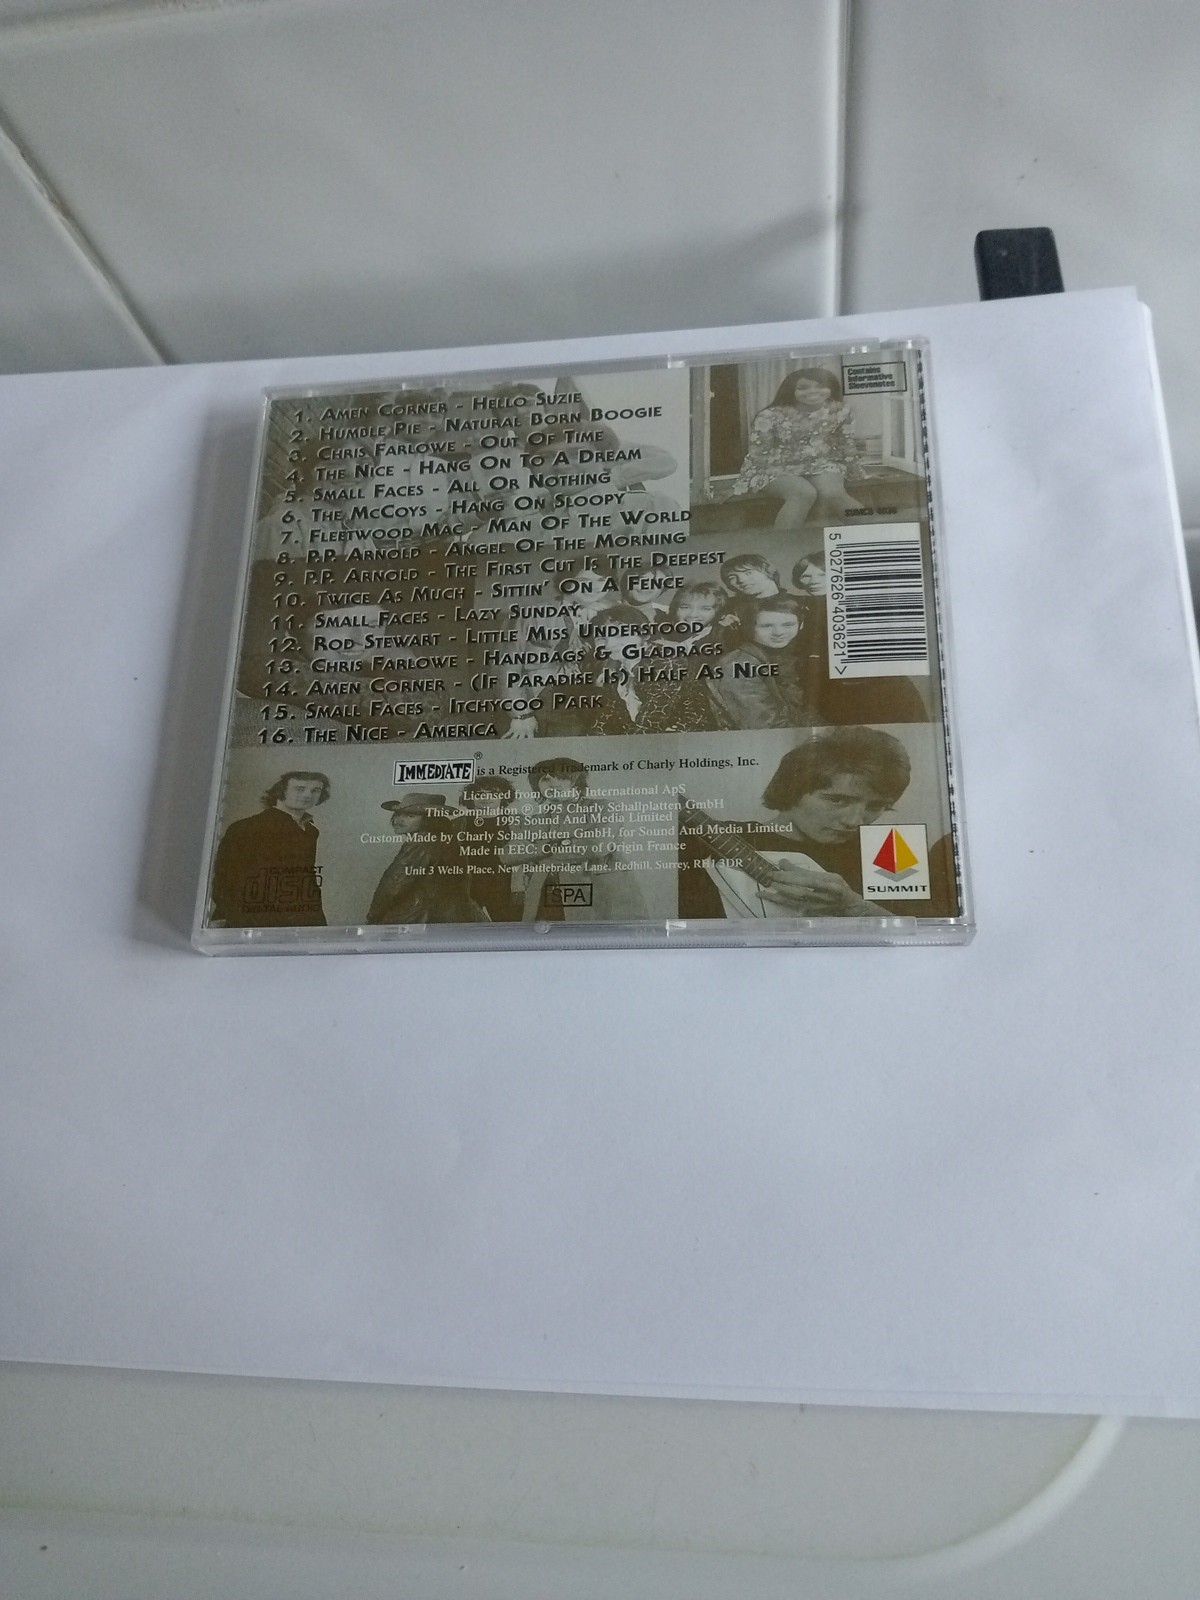 Contains
Informative
Sleevenotes
1. AMEN CORNER - HELLO SUZIE
2. HUMBLE PIE - NATURAL BORN BOOGIE
3. CHRIS FARLOWE - OUT OF TIME
4. THE NICE - HANG ON TO A DREAM
5. SMALL FACES - ALL OR NOTHING
6. THE MCCOYS - HANG ON SLOOPY
7. FLEETWOOD MAC - MAN OF THE WORLD
8. P.P. ARNOLD - ANGEL OF THE MORNING
9. P.P. ARNOLD - THE FIRST CUT IS THE DEEPEST
10. TWICE AS MUCH - SITTIN' ON A FENCE
11. SMALL FACES - LAZY SUNDAY
12. ROD STEWART - LITTLE MISS UNDERSTOOD
13. CHRIS FARLOWE - HANDBAGS & GLADRAGS
14. AMEN CORNER - (IF PARADISE IS) HALF AS NICE
15. SMALL FACES - ITCHYCOO PARK
16. THE NICE - AMERICA
5 027626 403621 >
IMMEDIATE ® is a Registered Trademark of Charly Holdings, Inc.
Licensed from Charly International ApS
This compilation ℗ 1995 Charly Schallplatten GmbH
© 1995 Sound And Media Limited
Custom Made by Charly Schallplatten GmbH, for Sound And Media Limited
Made in EEC: Country of Origin France
Unit 3 Wells Place, New Battlebridge Lane, Redhill, Surrey, RH1 3DR
COMPACT
disc
DIGITAL AUDIO
SPA
SUMMIT